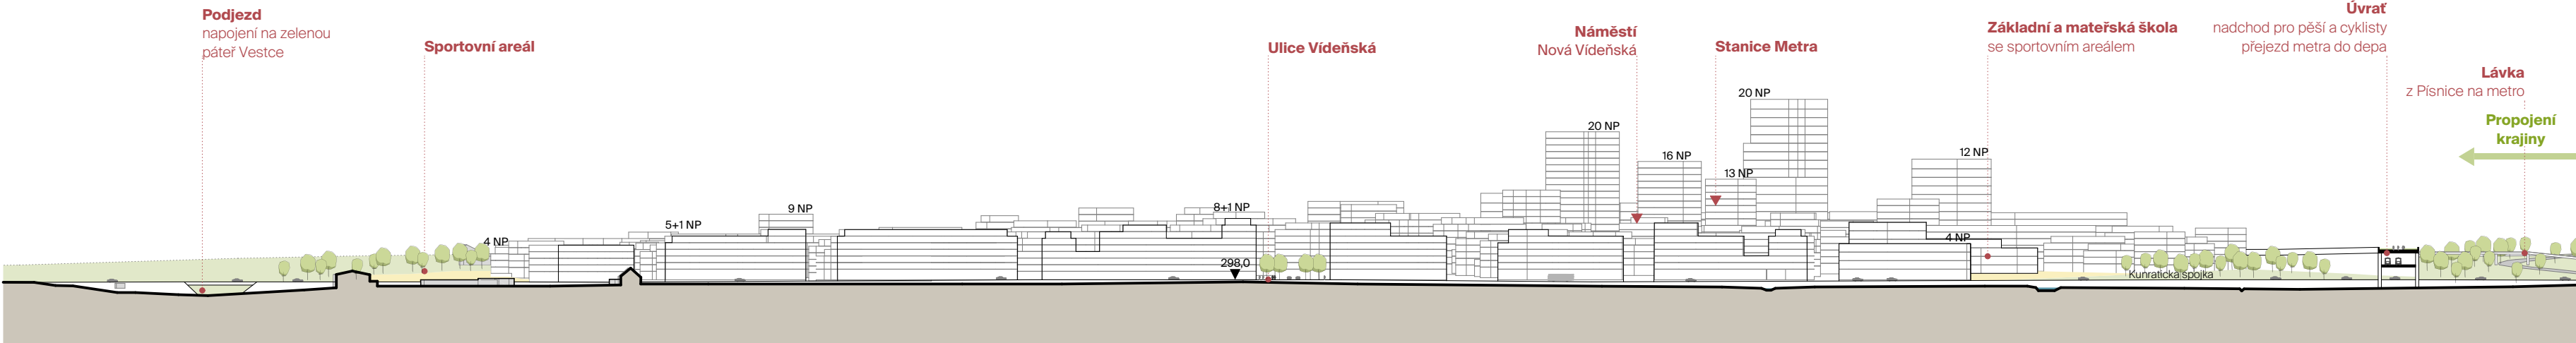 Podjezd
napojení na zelenou
páteř Vestce
Sportovní areál
Ulice Vídeňská
Náměstí
Nová Vídeňská
Stanice Metra
Základní a mateřská škola
se sportovním areálem
Úvrať
nadchod pro pěší a cyklisty
přejezd metra do depa
Lávka
z Písnice na metro
Propojení
krajiny
4 NP
5+1 NP
9 NP
8+1 NP
298,0
20 NP
16 NP
13 NP
20 NP
12 NP
4 NP
Kunratická spojka